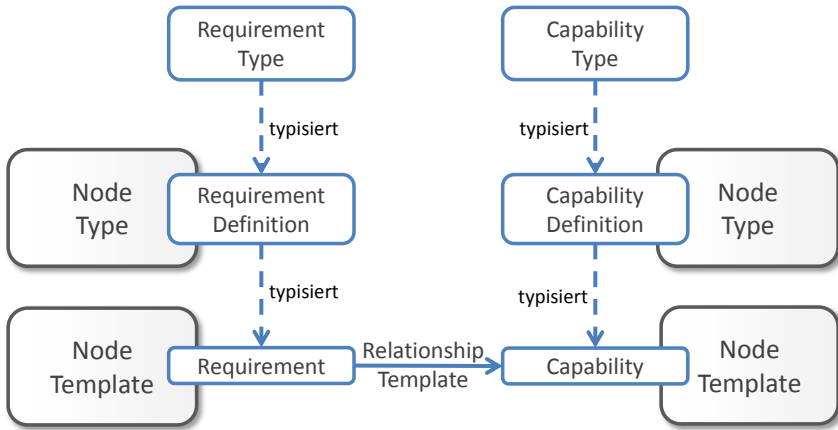 Requirement
Type
Capability
Type
typisiert
typisiert
Node
Type
Requirement
Definition
Capability
Definition
Node
Type
typisiert
typisiert
Node
Template
Requirement
Relationship
Template
Capability
Node
Template